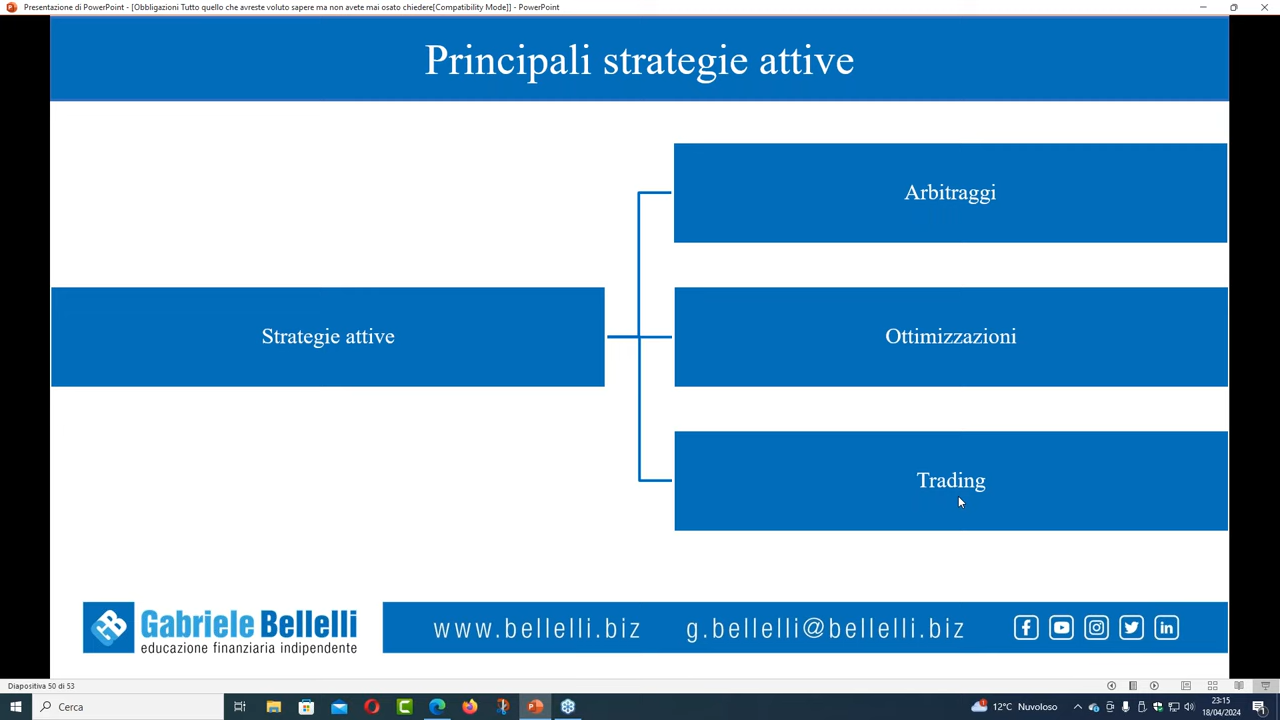 Presentazione di PowerPoint - [Obbligazioni Tutto quello che avreste voluto sapere ma non avete mai osato chiedere[Compatibility Mode]] - PowerPoint
Principali strategie attive
Arbitraggi
Strategie attive
Ottimizzazioni
Trading
Gabriele Bellelli
educazione finanziaria indipendente
www.bellelli.biz g.bellelli@bellelli.biz
Diapositiva 50 di 53
Cerca
12°C Nuvoloso
23:15
18/04/2024